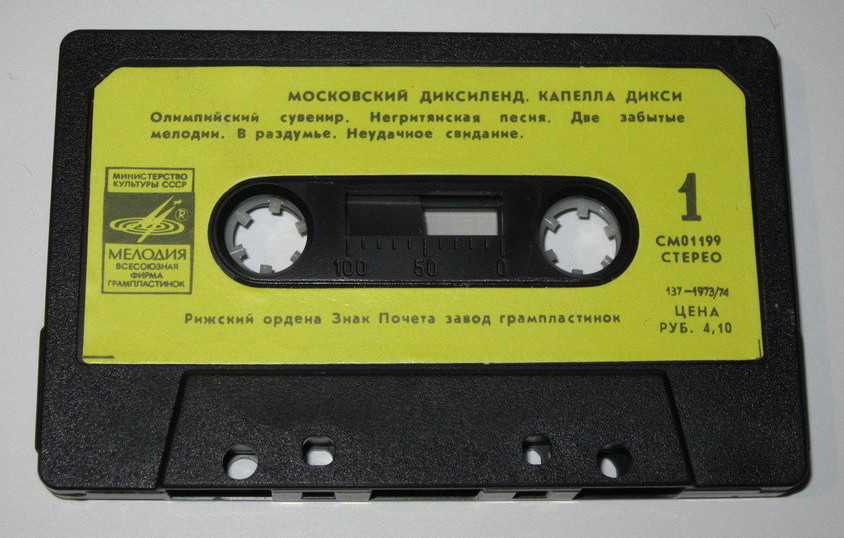 МОСКОВСКИЙ ДИКСИЛЕНД. КАПЕЛЛА ДИКСИ
Олимпийский сувенир. Негритянская песня. Две забытые
мелодии. В раздумье. Неудачное свидание.
МИНИСТЕРСТВО
КУЛЬТУРЫ СССР
®
МЕЛОДИЯ
ВСЕСОЮЗНАЯ
ФИРМА
ГРАМПЛАСТИНОК
100 50 0
1
СМ01199
СТЕРЕО
137-1973/74
ЦЕНА
РУБ. 4,10
Рижский ордена Знак Почета завод грампластинок